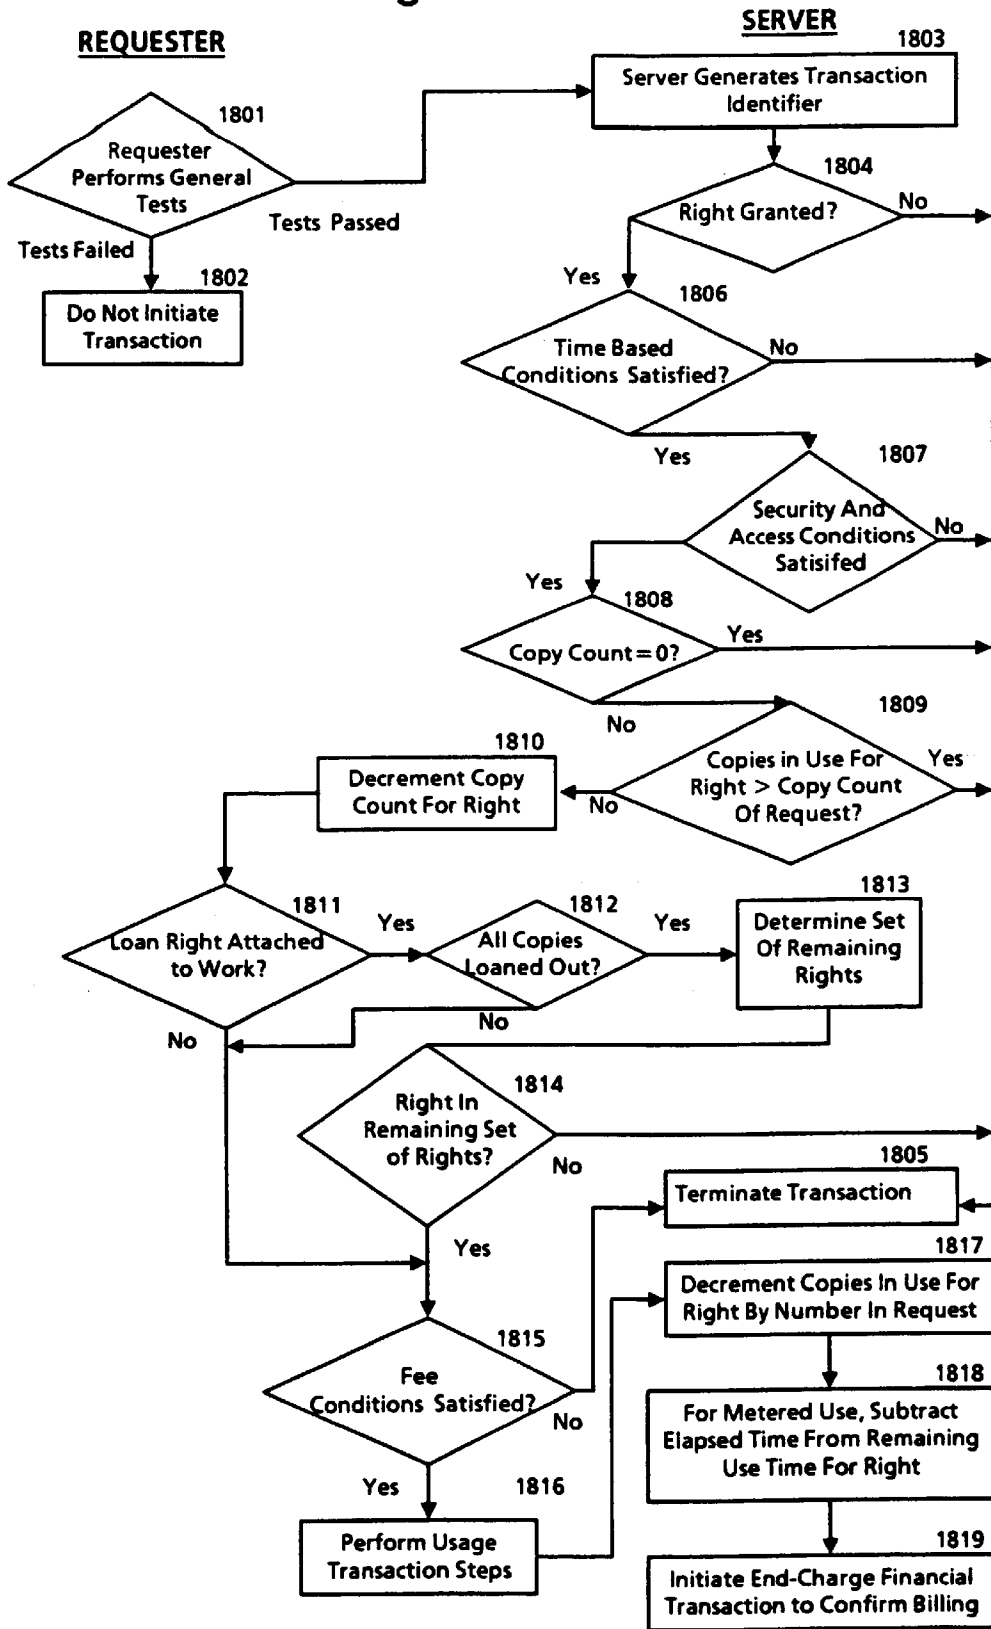 REQUESTER
SERVER
1803
Server Generates Transaction
Identifier
1801
Requester
Performs General
Tests
Tests Passed
Tests Failed
1802
Do Not Initiate
Transaction
1804
Right Granted?
No
Yes
1806
Time Based
Conditions Satisfied?
No
Yes
1807
Security And
Access Conditions
Satisifed
No
Yes
1808
Copy Count = 0?
Yes
No
1809
Copies in Use For
Right > Copy Count
Of Request?
Yes
No
1810
Decrement Copy
Count For Right
1811
Loan Right Attached
to Work?
Yes
No
1812
All Copies
Loaned Out?
Yes
No
1813
Determine Set
Of Remaining
Rights
1814
Right In
Remaining Set
of Rights?
No
Yes
1805
Terminate Transaction
1815
Fee
Conditions Satisfied?
No
Yes
1816
Perform Usage
Transaction Steps
1817
Decrement Copies In Use For
Right By Number In Request
1818
For Metered Use, Subtract
Elapsed Time From Remaining
Use Time For Right
1819
Initiate End-Charge Financial
Transaction to Confirm Billing